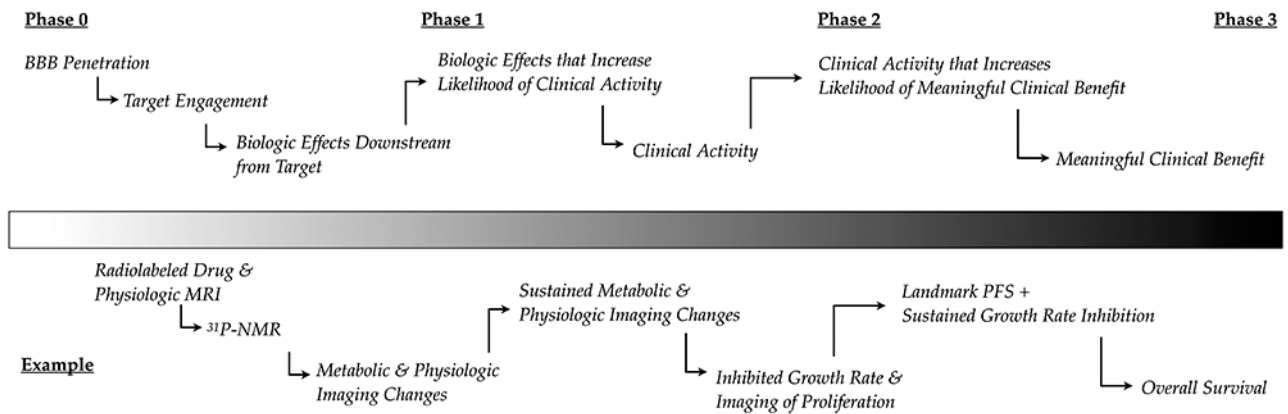 Phase 0
Phase 1
Phase 2
Phase 3
BBB Penetration
Target Engagement
Biologic Effects Downstream
from Target
Biologic Effects that Increase
Likelihood of Clinical Activity
Clinical Activity
Clinical Activity that Increases
Likelihood of Meaningful Clinical Benefit
Meaningful Clinical Benefit
Example
Radiolabeled Drug &
Physiologic MRI
³¹P-NMR
Metabolic & Physiologic
Imaging Changes
Sustained Metabolic &
Physiologic Imaging Changes
Inhibited Growth Rate &
Imaging of Proliferation
Landmark PFS +
Sustained Growth Rate Inhibition
Overall Survival